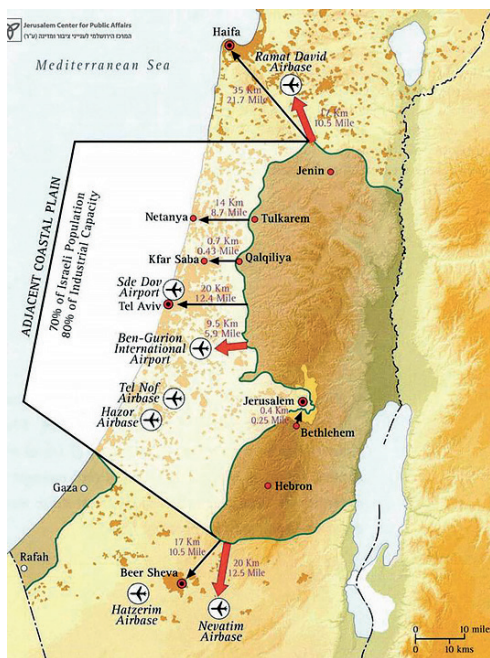 Jerusalem Center for Public Affairs
המרכז הירושלמי לענייני ציבור ומדינה (ע"ר)
Mediterranean Sea
Haifa
Ramat David
Airbase
35 Km
21.7 Mile
17 Km
10.5 Mile
Jenin
ADJACENT COASTAL PLAIN
70% of Israeli Population
80% of Industrial Capacity
14 Km
8.7 Mile
Netanya
Tulkarem
0.7 Km
0.43 Mile
Kfar Saba
Qalqiliya
Sde Dov
Airport
20 Km
12.4 Mile
Tel Aviv
9.5 Km
5.9 Mile
Ben-Gurion
International
Airport
Tel Nof
Airbase
Hazor
Airbase
Jerusalem
0.4 Km
0.25 Mile
Bethlehem
Hebron
Gaza
Rafah
17 Km
10.5 Mile
20 Km
12.5 Mile
Beer Sheva
Hatzerim
Airbase
Nevatim
Airbase
0 10 mile
0 10 kms